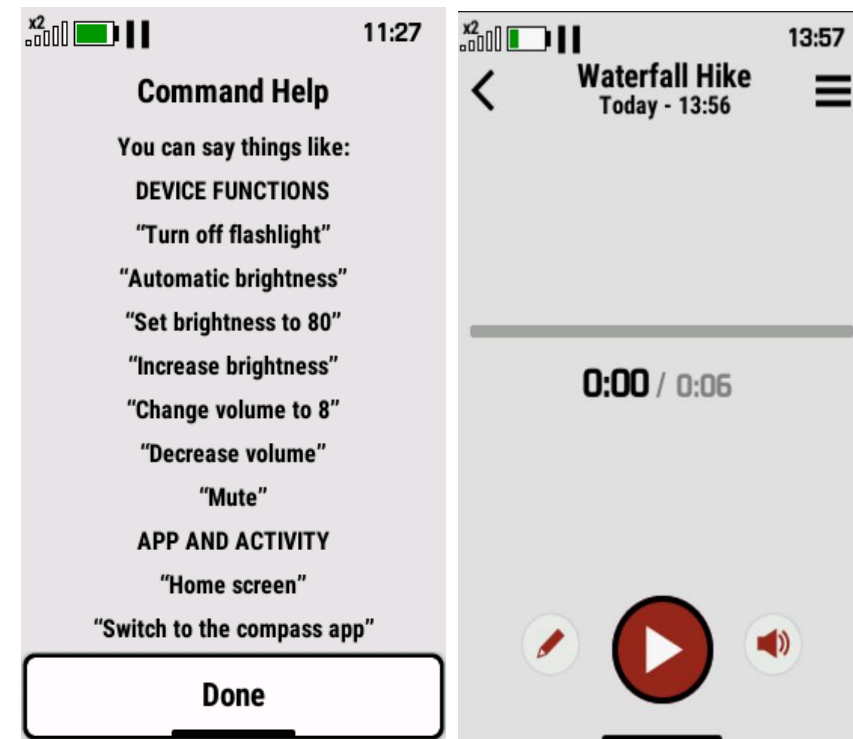 x2
11:27
Command Help
You can say things like:
DEVICE FUNCTIONS
“Turn off flashlight”
“Automatic brightness”
“Set brightness to 80”
“Increase brightness”
“Change volume to 8”
“Decrease volume”
“Mute”
APP AND ACTIVITY
“Home screen”
“Switch to the compass app”
Done
x2
13:57
Waterfall Hike
Today - 13:56
0:00 / 0:06